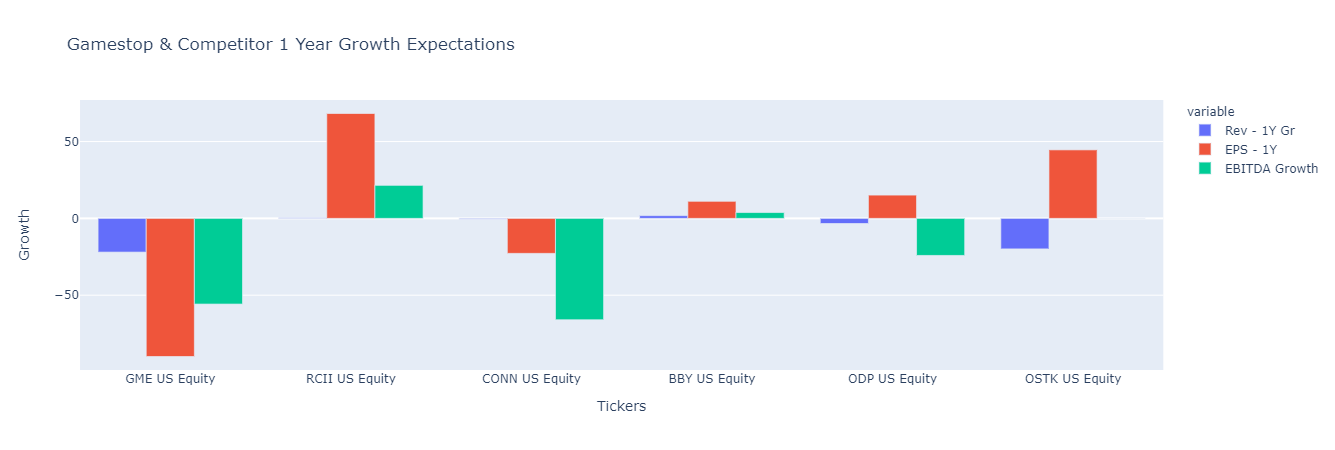 Gamestop & Competitor 1 Year Growth Expectations
variable
Rev - 1Y Gr
EPS - 1Y
EBITDA Growth
50
0
−50
Growth
GME US Equity
RCII US Equity
CONN US Equity
BBY US Equity
ODP US Equity
OSTK US Equity
Tickers